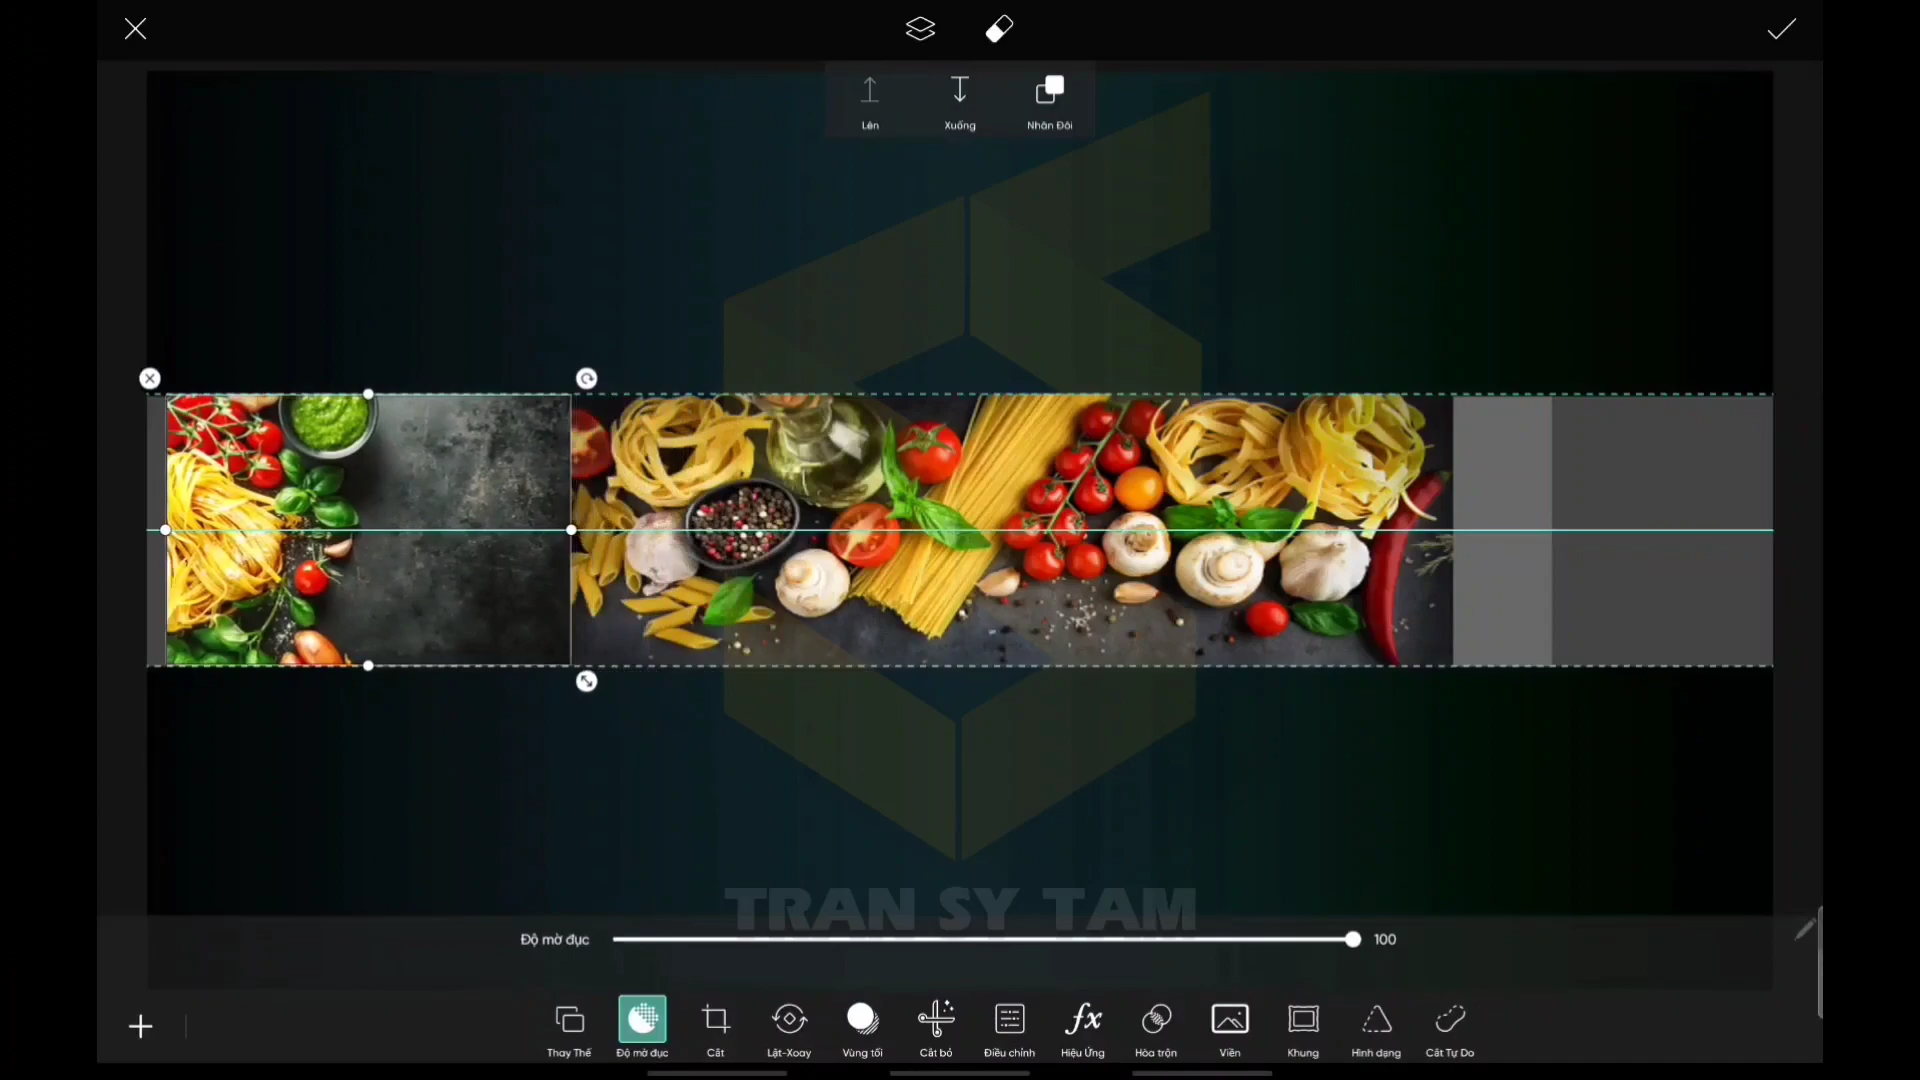 Lên
Xuống
Nhân Đôi
TRAN SY TAM
Độ mờ đục
100
Thay Thế
Độ mờ đục
Cắt
Lật-Xoay
Vùng tối
Cắt bỏ
Điều chỉnh
Hiệu Ứng
Hòa trộn
Viền
Khung
Hình dạng
Cắt Tự Do